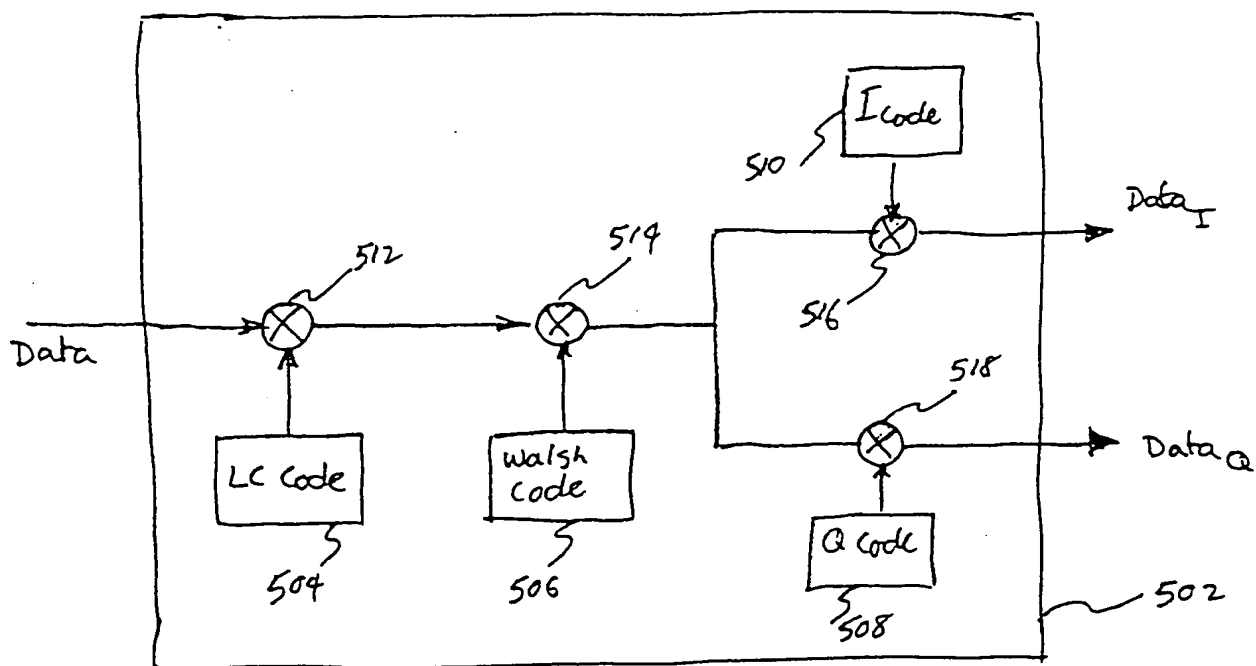 I code
510
Data I
514
512
516
Data
518
LC Code
Walsh
Code
Data Q
Q Code
504
506
508
502